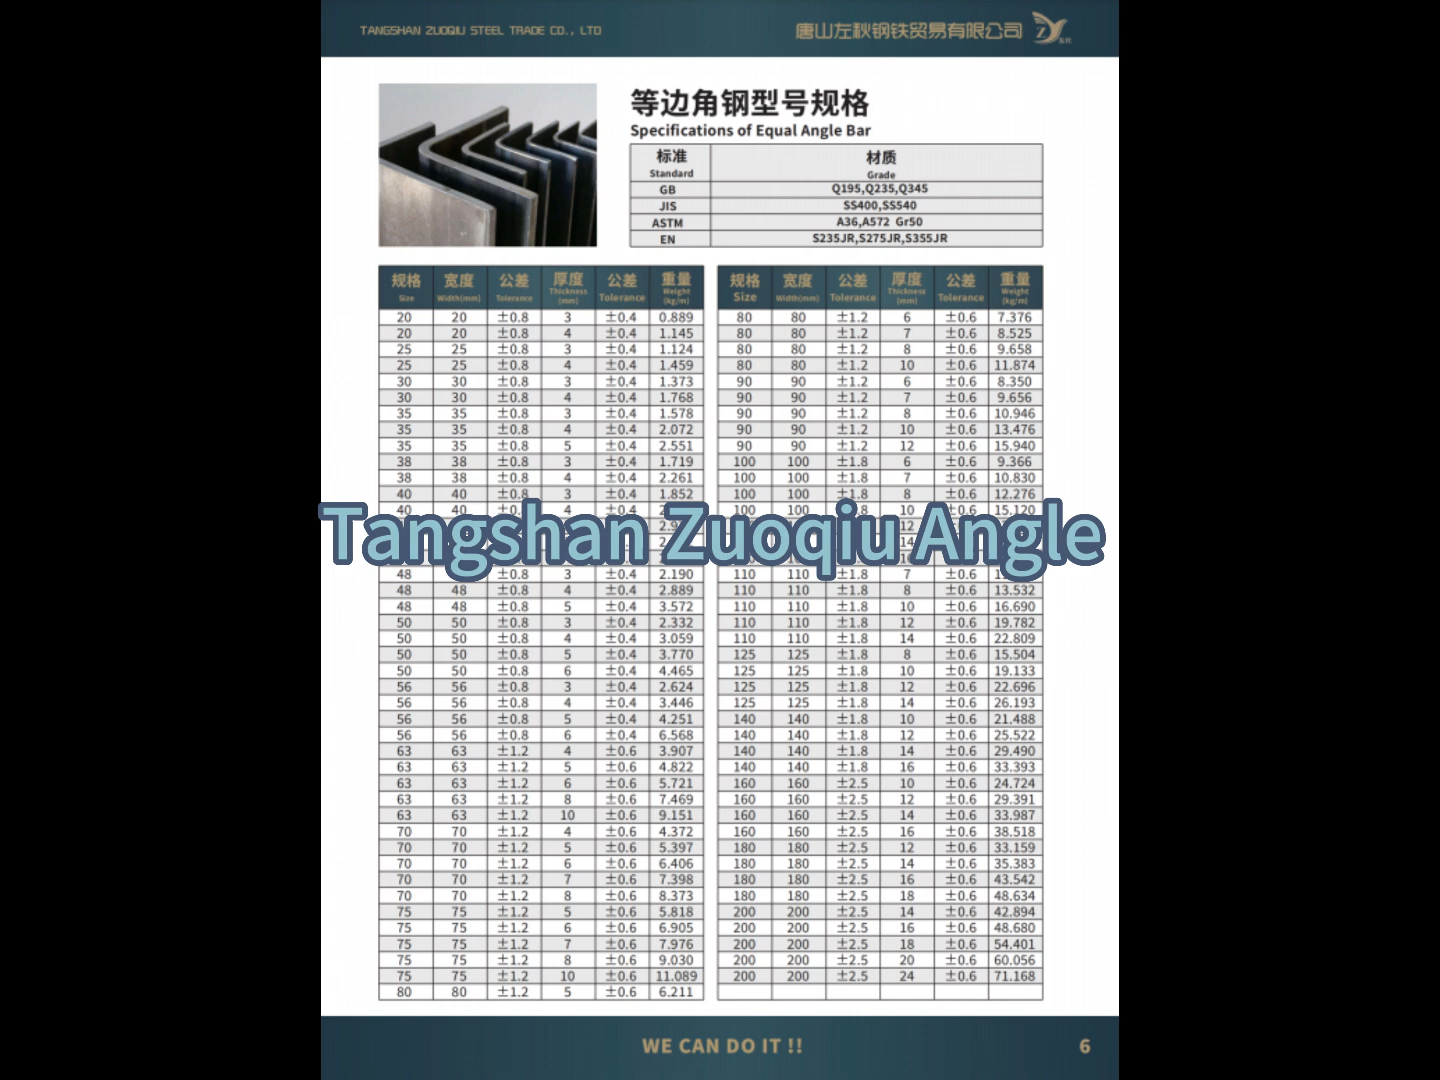 TANGSHAN ZUOQIU STEEL TRADE CO., LTD
唐山左秋钢铁贸易有限公司
等边角钢型号规格
Specifications of Equal Angle Bar
标准 材质
Standard Grade
GB Q195,Q235,Q345
JIS SS400,SS540
ASTM A36,A572 Gr50
EN S235JR,S275JR,S355JR
规格 宽度 公差 厚度 公差 重量
Size Width(mm) Tolerance Thickness (mm) Tolerance Weight (kg/m)
20 20 ±0.8 3 ±0.4 0.889
20 20 ±0.8 4 ±0.4 1.145
25 25 ±0.8 3 ±0.4 1.124
25 25 ±0.8 4 ±0.4 1.459
30 30 ±0.8 3 ±0.4 1.373
30 30 ±0.8 4 ±0.4 1.768
35 35 ±0.8 3 ±0.4 1.578
35 35 ±0.8 4 ±0.4 2.072
35 35 ±0.8 5 ±0.4 2.551
38 38 ±0.8 3 ±0.4 1.719
38 38 ±0.8 4 ±0.4 2.261
40 40 ±0.8 3 ±0.4 1.852
40 40 ±0.8 4 ±0.4
Tangshan Zuoqiu Angle
48 48 ±0.8 3 ±0.4 2.190
48 48 ±0.8 4 ±0.4 2.889
48 48 ±0.8 5 ±0.4 3.572
50 50 ±0.8 3 ±0.4 2.332
50 50 ±0.8 4 ±0.4 3.059
50 50 ±0.8 5 ±0.4 3.770
50 50 ±0.8 6 ±0.4 4.465
56 56 ±0.8 3 ±0.4 2.624
56 56 ±0.8 4 ±0.4 3.446
56 56 ±0.8 5 ±0.4 4.251
56 56 ±0.8 6 ±0.4 6.568
63 63 ±1.2 4 ±0.6 3.907
63 63 ±1.2 5 ±0.6 4.822
63 63 ±1.2 6 ±0.6 5.721
63 63 ±1.2 8 ±0.6 7.469
63 63 ±1.2 10 ±0.6 9.151
70 70 ±1.2 4 ±0.6 4.372
70 70 ±1.2 5 ±0.6 5.397
70 70 ±1.2 6 ±0.6 6.406
70 70 ±1.2 7 ±0.6 7.398
70 70 ±1.2 8 ±0.6 8.373
75 75 ±1.2 5 ±0.6 5.818
75 75 ±1.2 6 ±0.6 6.905
75 75 ±1.2 7 ±0.6 7.976
75 75 ±1.2 8 ±0.6 9.030
75 75 ±1.2 10 ±0.6 11.089
80 80 ±1.2 5 ±0.6 6.211
规格 宽度 公差 厚度 公差 重量
Size Width(mm) Tolerance Thickness (mm) Tolerance Weight (kg/m)
80 80 ±1.2 6 ±0.6 7.376
80 80 ±1.2 7 ±0.6 8.525
80 80 ±1.2 8 ±0.6 9.658
80 80 ±1.2 10 ±0.6 11.874
90 90 ±1.2 6 ±0.6 8.350
90 90 ±1.2 7 ±0.6 9.656
90 90 ±1.2 8 ±0.6 10.946
90 90 ±1.2 10 ±0.6 13.476
90 90 ±1.2 12 ±0.6 15.940
100 100 ±1.8 6 ±0.6 9.366
100 100 ±1.8 7 ±0.6 10.830
100 100 ±1.8 8 ±0.6 12.276
100 100 ±1.8 10 ±0.6 15.120
12
14
110 110 ±1.8 7 ±0.6
110 110 ±1.8 8 ±0.6 13.532
110 110 ±1.8 10 ±0.6 16.690
110 110 ±1.8 12 ±0.6 19.782
110 110 ±1.8 14 ±0.6 22.809
125 125 ±1.8 8 ±0.6 15.504
125 125 ±1.8 10 ±0.6 19.133
125 125 ±1.8 12 ±0.6 22.696
125 125 ±1.8 14 ±0.6 26.193
140 140 ±1.8 10 ±0.6 21.488
140 140 ±1.8 12 ±0.6 25.522
140 140 ±1.8 14 ±0.6 29.490
140 140 ±1.8 16 ±0.6 33.393
160 160 ±2.5 10 ±0.6 24.724
160 160 ±2.5 12 ±0.6 29.391
160 160 ±2.5 14 ±0.6 33.987
160 160 ±2.5 16 ±0.6 38.518
180 180 ±2.5 12 ±0.6 33.159
180 180 ±2.5 14 ±0.6 35.383
180 180 ±2.5 16 ±0.6 43.542
180 180 ±2.5 18 ±0.6 48.634
200 200 ±2.5 14 ±0.6 42.894
200 200 ±2.5 16 ±0.6 48.680
200 200 ±2.5 18 ±0.6 54.401
200 200 ±2.5 20 ±0.6 60.056
200 200 ±2.5 24 ±0.6 71.168
WE CAN DO IT !!
6